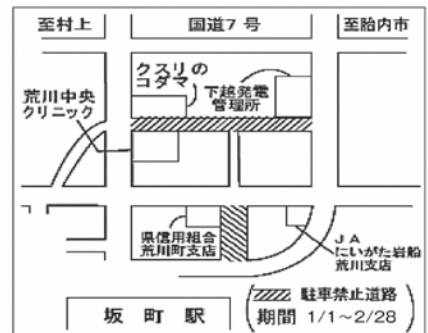 至村上
国道7号
至胎内市
クスリの
コダマ
下越発電
管理所
荒川中央
クリニック
県信用組合
荒川町支店
JA
にいがた岩船
荒川支店
坂町駅
駐車禁止道路
期間 1/1~2/28